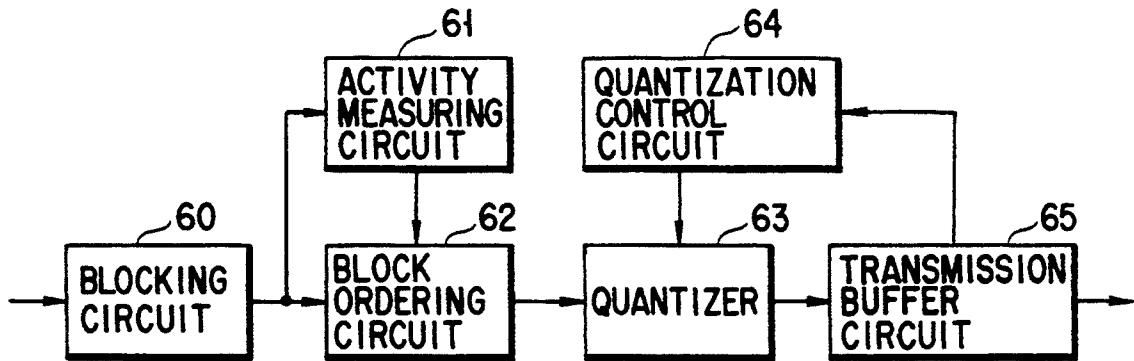 61
ACTIVITY
MEASURING
CIRCUIT
64
QUANTIZATION
CONTROL
CIRCUIT
60
BLOCKING
CIRCUIT
62
BLOCK
ORDERING
CIRCUIT
63
QUANTIZER
65
TRANSMISSION
BUFFER
CIRCUIT